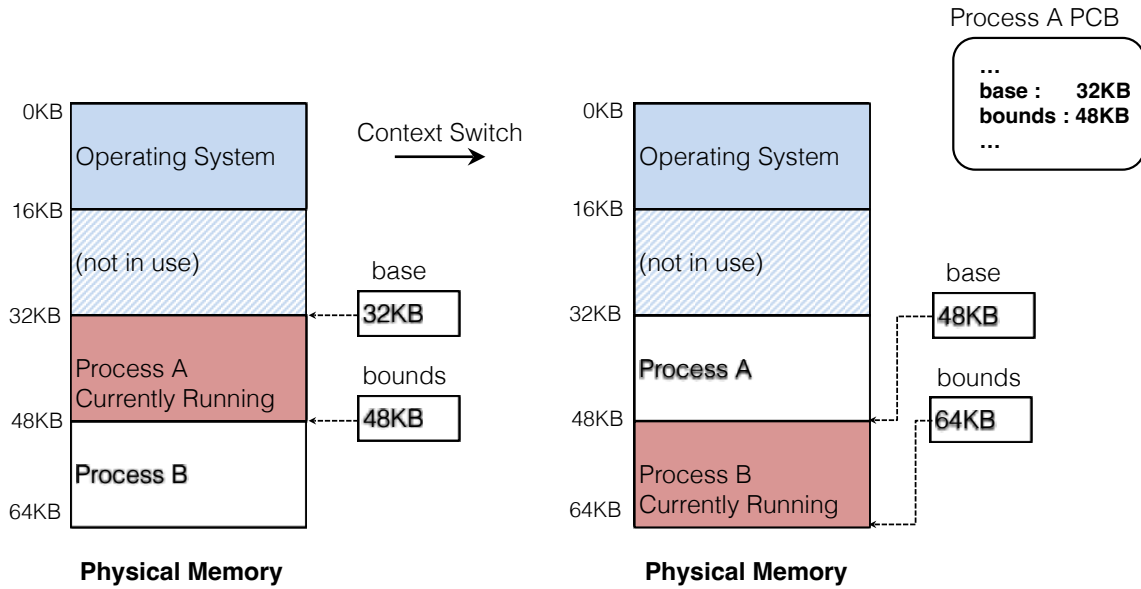 Process A PCB
...
base : 32KB
bounds : 48KB
...
0KB
Operating System
16KB
(not in use)
32KB
Process A
Currently Running
48KB
Process B
64KB
Physical Memory
base
32KB
bounds
48KB
Context Switch
0KB
Operating System
16KB
(not in use)
32KB
Process A
48KB
Process B
Currently Running
64KB
Physical Memory
base
48KB
bounds
64KB